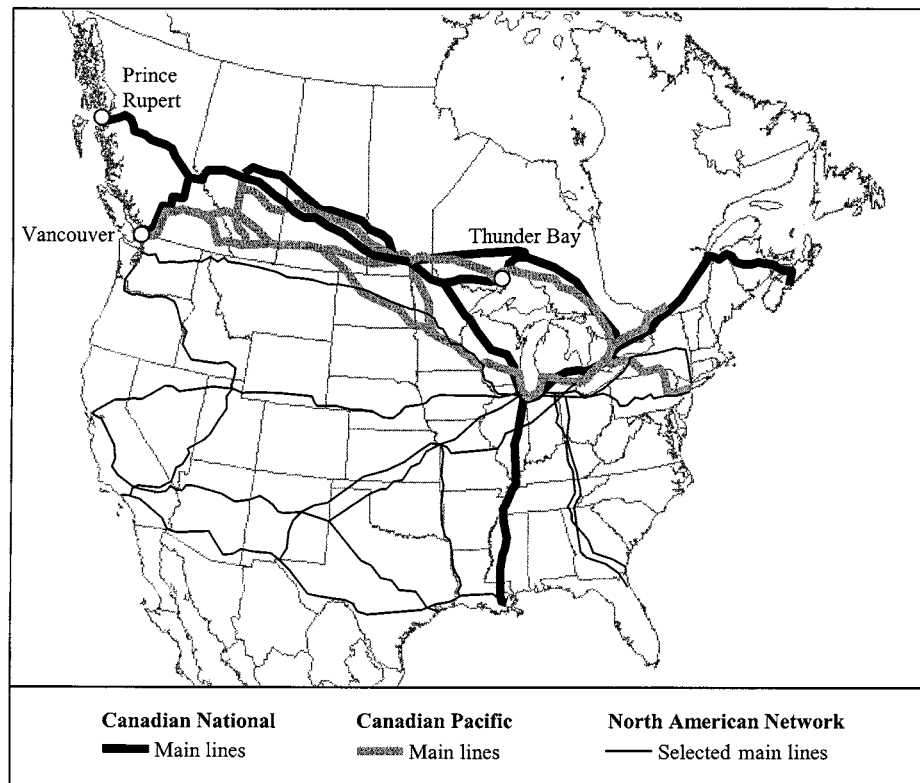 Prince
Rupert
Vancouver
Thunder Bay
Canadian National
Main lines
Canadian Pacific
Main lines
North American Network
Selected main lines